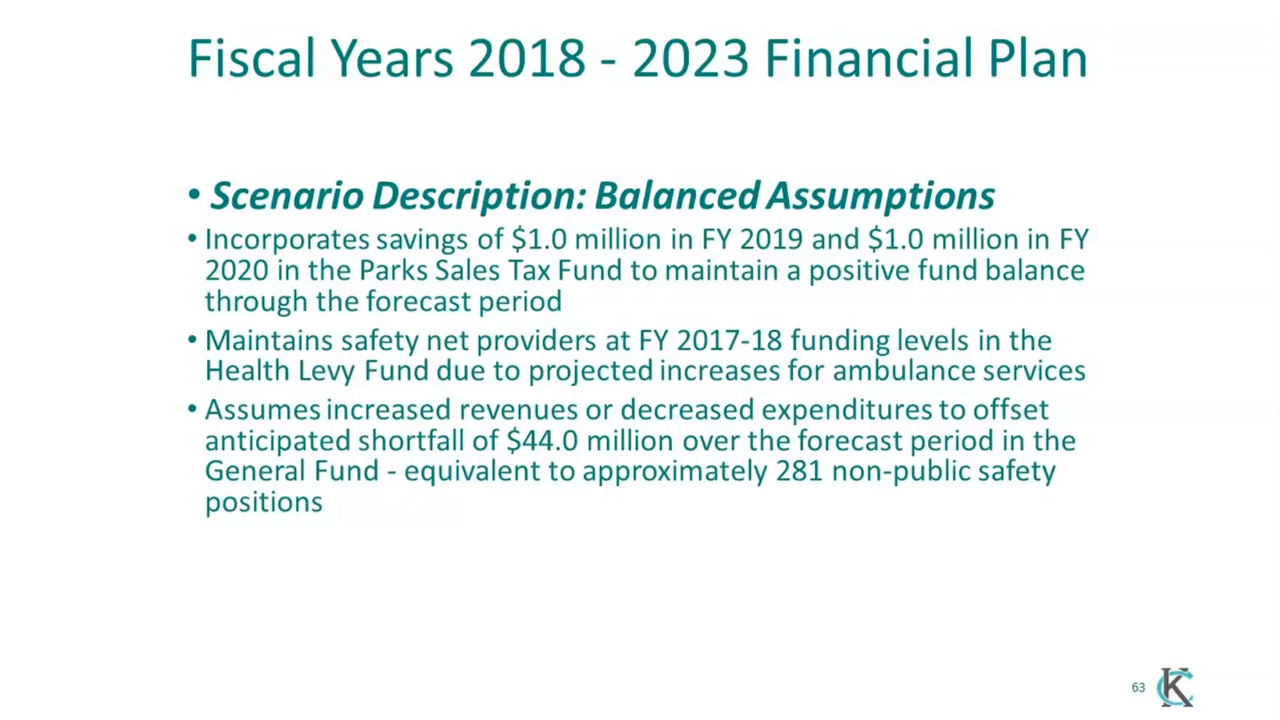 Fiscal Years 2018 - 2023 Financial Plan
• Scenario Description: Balanced Assumptions
• Incorporates savings of $1.0 million in FY 2019 and $1.0 million in FY
2020 in the Parks Sales Tax Fund to maintain a positive fund balance
through the forecast period
• Maintains safety net providers at FY 2017-18 funding levels in the
Health Levy Fund due to projected increases for ambulance services
• Assumes increased revenues or decreased expenditures to offset
anticipated shortfall of $44.0 million over the forecast period in the
General Fund - equivalent to approximately 281 non-public safety
positions
63
KC